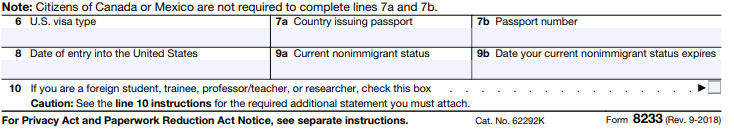 Note: Citizens of Canada or Mexico are not required to complete lines 7a and 7b.
6 U.S. visa type 7a Country issuing passport 7b Passport number
8 Date of entry into the United States 9a Current nonimmigrant status 9b Date your current nonimmigrant status expires
10 If you are a foreign student, trainee, professor/teacher, or researcher, check this box . . . . . . . . . . . . . . . ▶
Caution: See the line 10 instructions for the required additional statement you must attach.
For Privacy Act and Paperwork Reduction Act Notice, see separate instructions. Cat. No. 62292K Form 8233 (Rev. 9-2018)